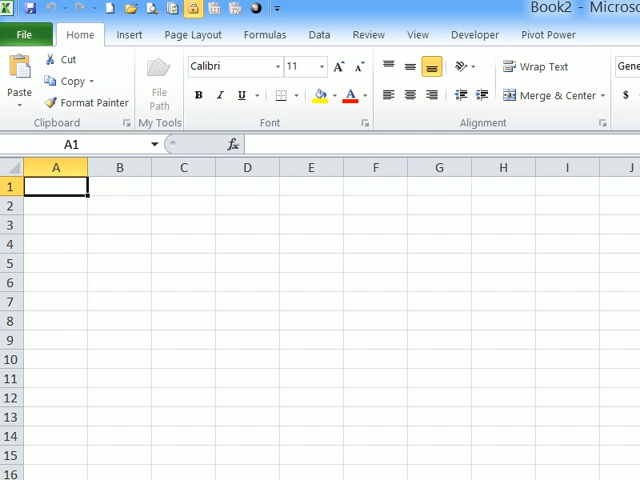 Book2 - Microso
File Home Insert Page Layout Formulas Data Review View Developer Pivot Power
Cut
Copy
Format Painter
Paste
Clipboard
File
Path
My Tools
Calibri 11 A A
B I U A
Font
Wrap Text
Merge & Center
Alignment
Gene
$
A1 fx
A B C D E F G H I J
1
2
3
4
5
6
7
8
9
10
11
12
13
14
15
16